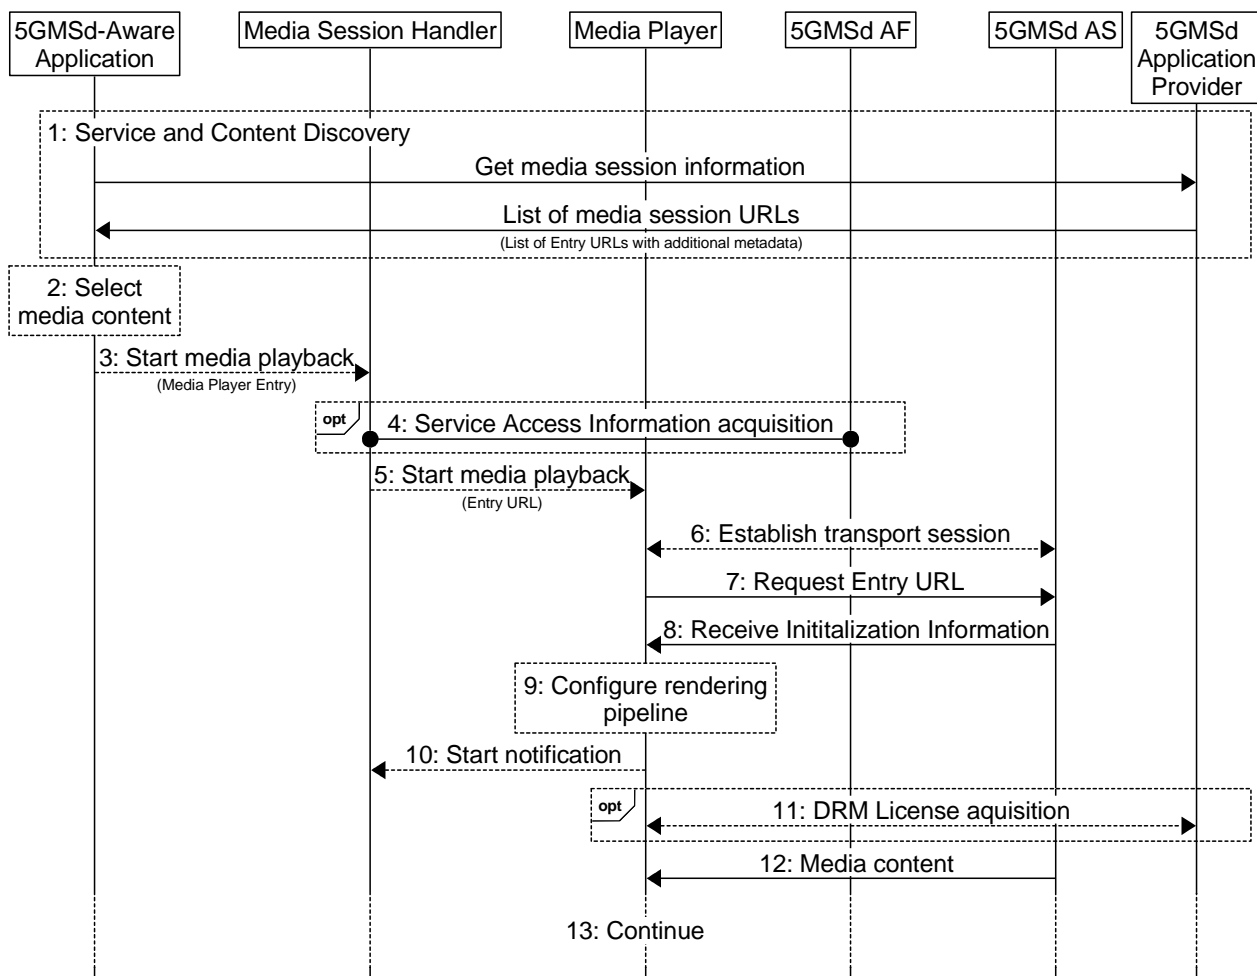 5GMSd-Aware
Application
Media Session Handler
Media Player
5GMSd AF
5GMSd AS
5GMSd
Application
Provider
1: Service and Content Discovery
Get media session information
List of media session URLs
(List of Entry URLs with additional metadata)
2: Select
media content
3: Start media playback
(Media Player Entry)
opt
4: Service Access Information acquisition
5: Start media playback
(Entry URL)
6: Establish transport session
7: Request Entry URL
8: Receive Inititalization Information
9: Configure rendering
pipeline
10: Start notification
opt
11: DRM License aquisition
12: Media content
13: Continue